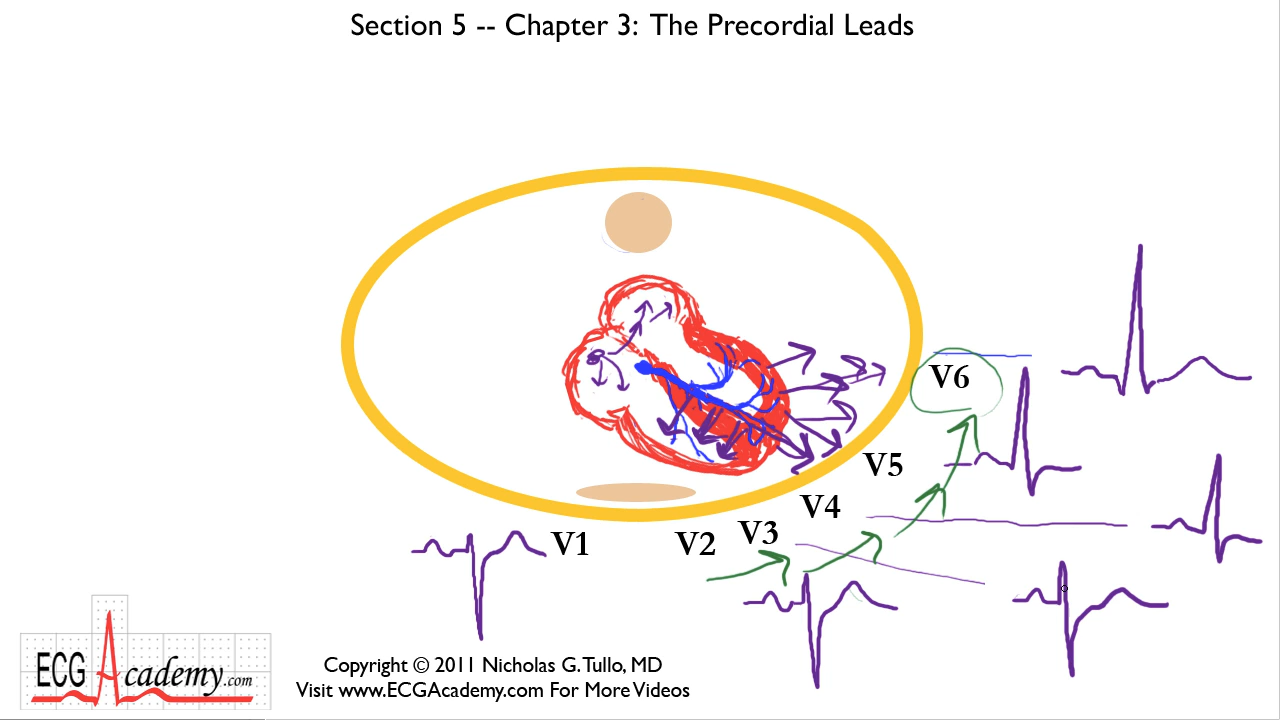 Section 5 -- Chapter 3: The Precordial Leads
V6
V5
V4
V3
V1
V2
ECG Academy.com
Copyright © 2011 Nicholas G. Tullo, MD
Visit www.ECGAcademy.com For More Videos